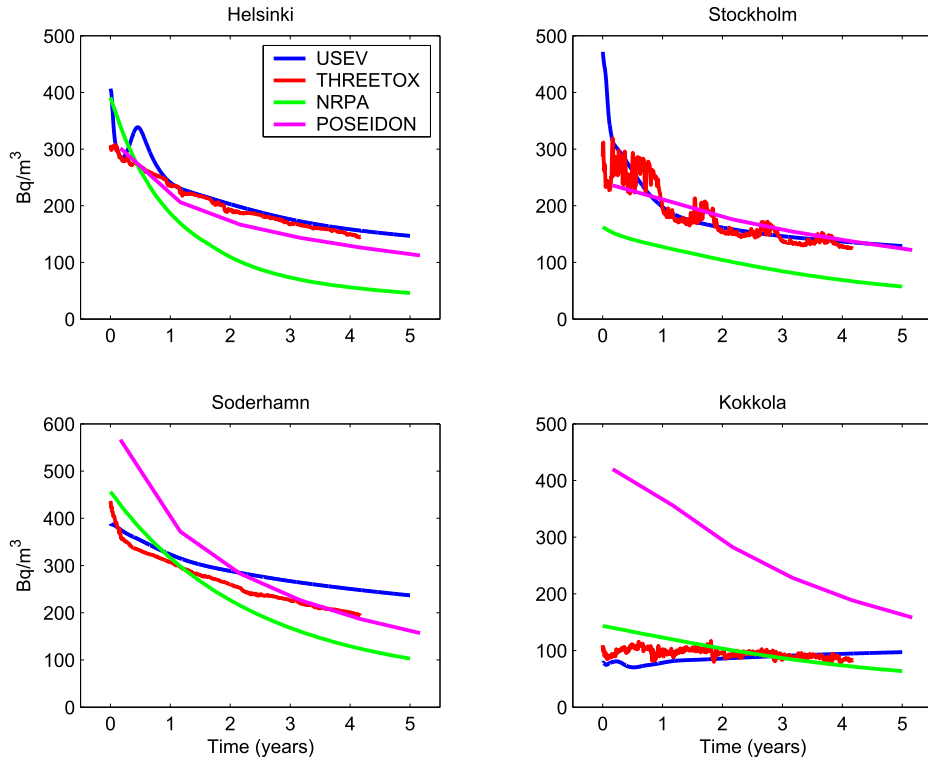 Helsinki
500
400
300
200
100
0
Bq/m³
0 1 2 3 4 5
USEV
THREETOX
NRPA
POSEIDON
Stockholm
500
400
300
200
100
0
0 1 2 3 4 5
Soderhamn
600
500
400
300
200
100
0
Bq/m³
0 1 2 3 4 5
Time (years)
Kokkola
500
400
300
200
100
0
0 1 2 3 4 5
Time (years)